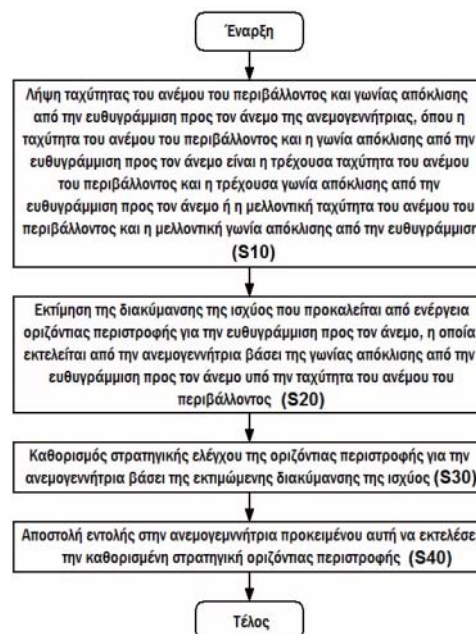 Έναρξη
Λήψη ταχύτητας του ανέμου του περιβάλλοντος και γωνίας απόκλισης
από την ευθυγράμμιση προς τον άνεμο της ανεμογεννήτριας, όπου η
ταχύτητα του ανέμου του περιβάλλοντος και η γωνία απόκλισης από την
ευθυγράμμιση προς τον άνεμο είναι η τρέχουσα ταχύτητα του ανέμου
του περιβάλλοντος και η τρέχουσα γωνία απόκλισης από την
ευθυγράμμιση προς τον άνεμο ή η μελλοντική ταχύτητα του ανέμου του
περιβάλλοντος και η μελλοντική γωνία απόκλισης από την ευθυγράμμιση
(S10)
Εκτίμηση της διακύμανσης της ισχύος που προκαλείται από ενέργεια
οριζόντιας περιστροφής για την ευθυγράμμιση προς τον άνεμο, η οποία
εκτελείται από την ανεμογεννήτρια βάσει της γωνίας απόκλισης από την
ευθυγράμμιση προς τον άνεμο υπό την ταχύτητα του ανέμου του
περιβάλλοντος (S20)
Καθορισμός στρατηγικής ελέγχου της οριζόντιας περιστροφής για την
ανεμογεννήτρια βάσει της εκτιμώμενης διακύμανσης της ισχύος (S30)
Αποστολή εντολής στην ανεμογεμννήτρια προκειμένου αυτή να εκτελέσε
την καθορισμένη στρατηγική οριζόντιας περιστροφής (S40)
Τέλος